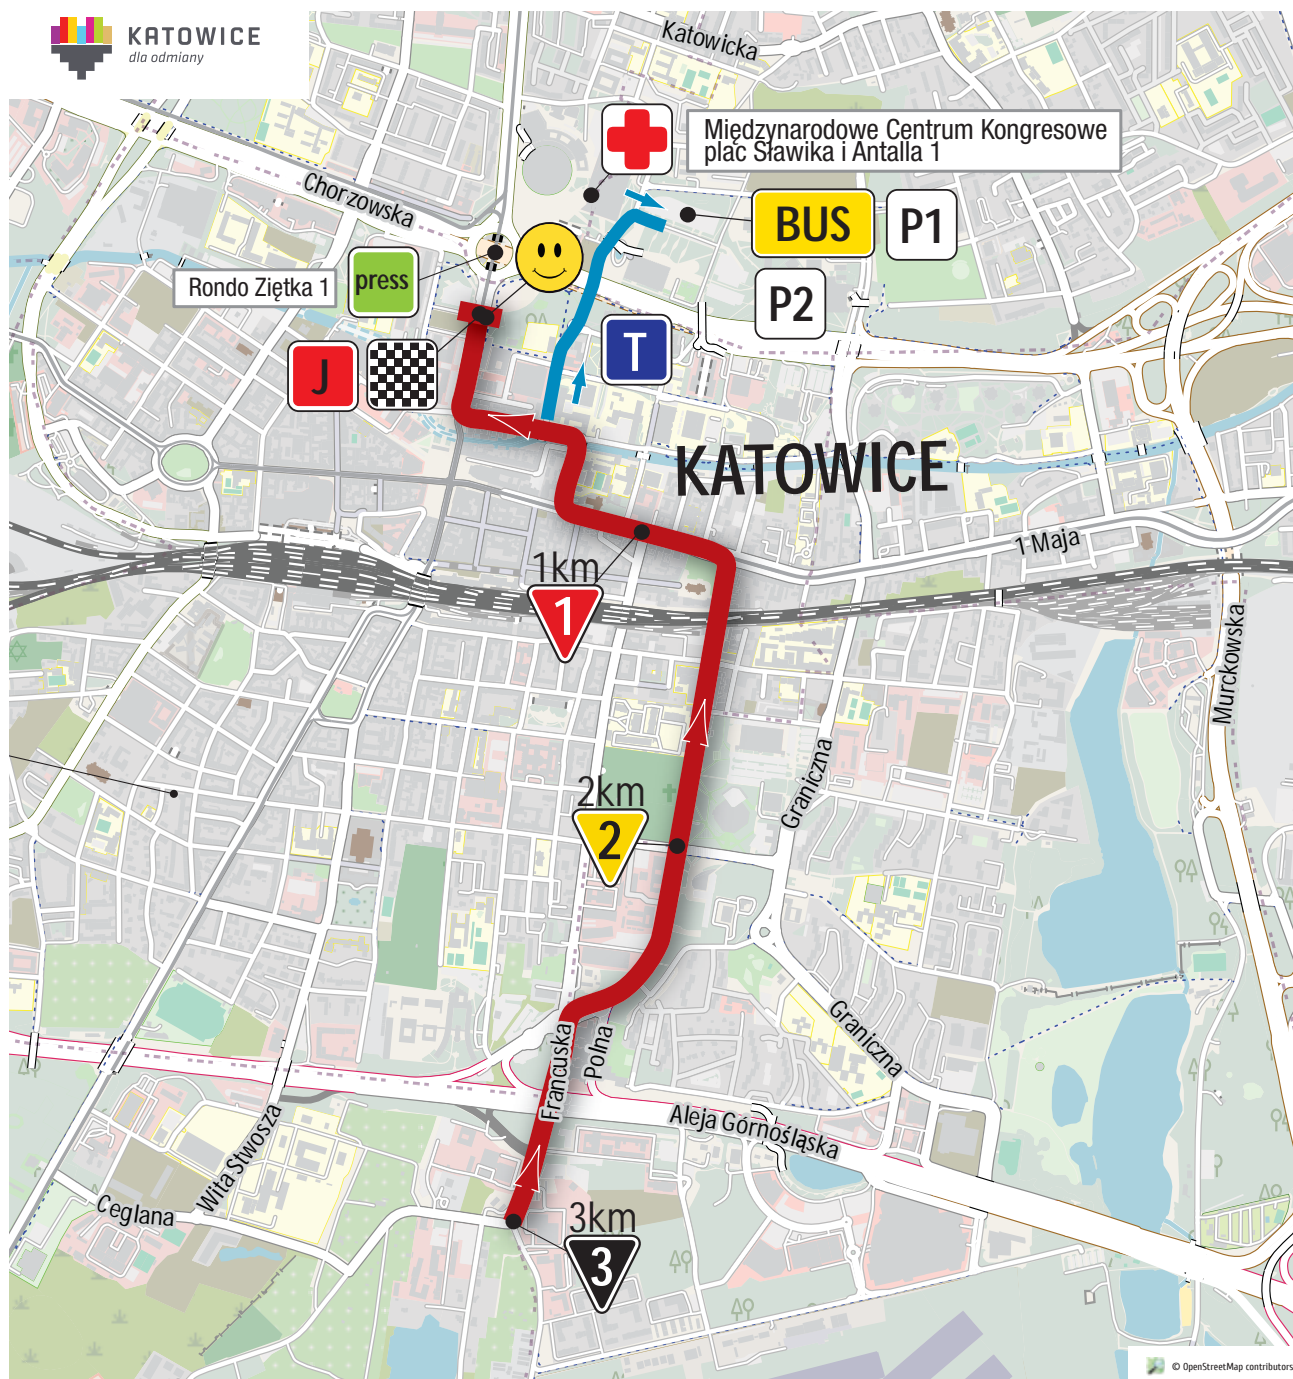 KATOWICE
dla odmiany
Katowicka
Międzynarodowe Centrum Kongresowe
plac Sławika i Antalla 1
Chorzowska
BUS
P1
press
Rondo Ziętka 1
P2
T
J
KATOWICE
1 Maja
1km
1
Murckowska
Graniczna
2km
2
Graniczna
Francuska
Polna
Aleja Górnośląska
Wita Stwosza
Ceglana
3km
3
© OpenStreetMap contributors